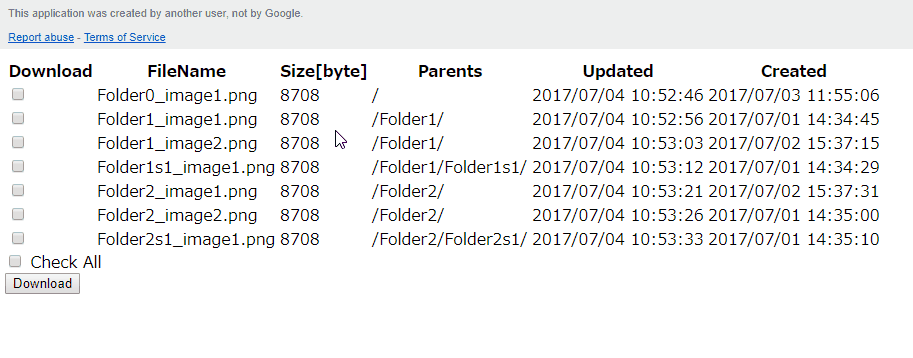 This application was created by another user, not by Google.
Report abuse - Terms of Service
Download FileName Size[byte] Parents Updated Created
Folder0_image1.png 8708 / 2017/07/04 10:52:46 2017/07/03 11:55:06
Folder1_image1.png 8708 /Folder1/ 2017/07/04 10:52:56 2017/07/01 14:34:45
Folder1_image2.png 8708 /Folder1/ 2017/07/04 10:53:03 2017/07/02 15:37:15
Folder1s1_image1.png 8708 /Folder1/Folder1s1/ 2017/07/04 10:53:12 2017/07/01 14:34:29
Folder2_image1.png 8708 /Folder2/ 2017/07/04 10:53:21 2017/07/02 15:37:31
Folder2_image2.png 8708 /Folder2/ 2017/07/04 10:53:26 2017/07/01 14:35:00
Folder2s1_image1.png 8708 /Folder2/Folder2s1/ 2017/07/04 10:53:33 2017/07/01 14:35:10
Check All
Download